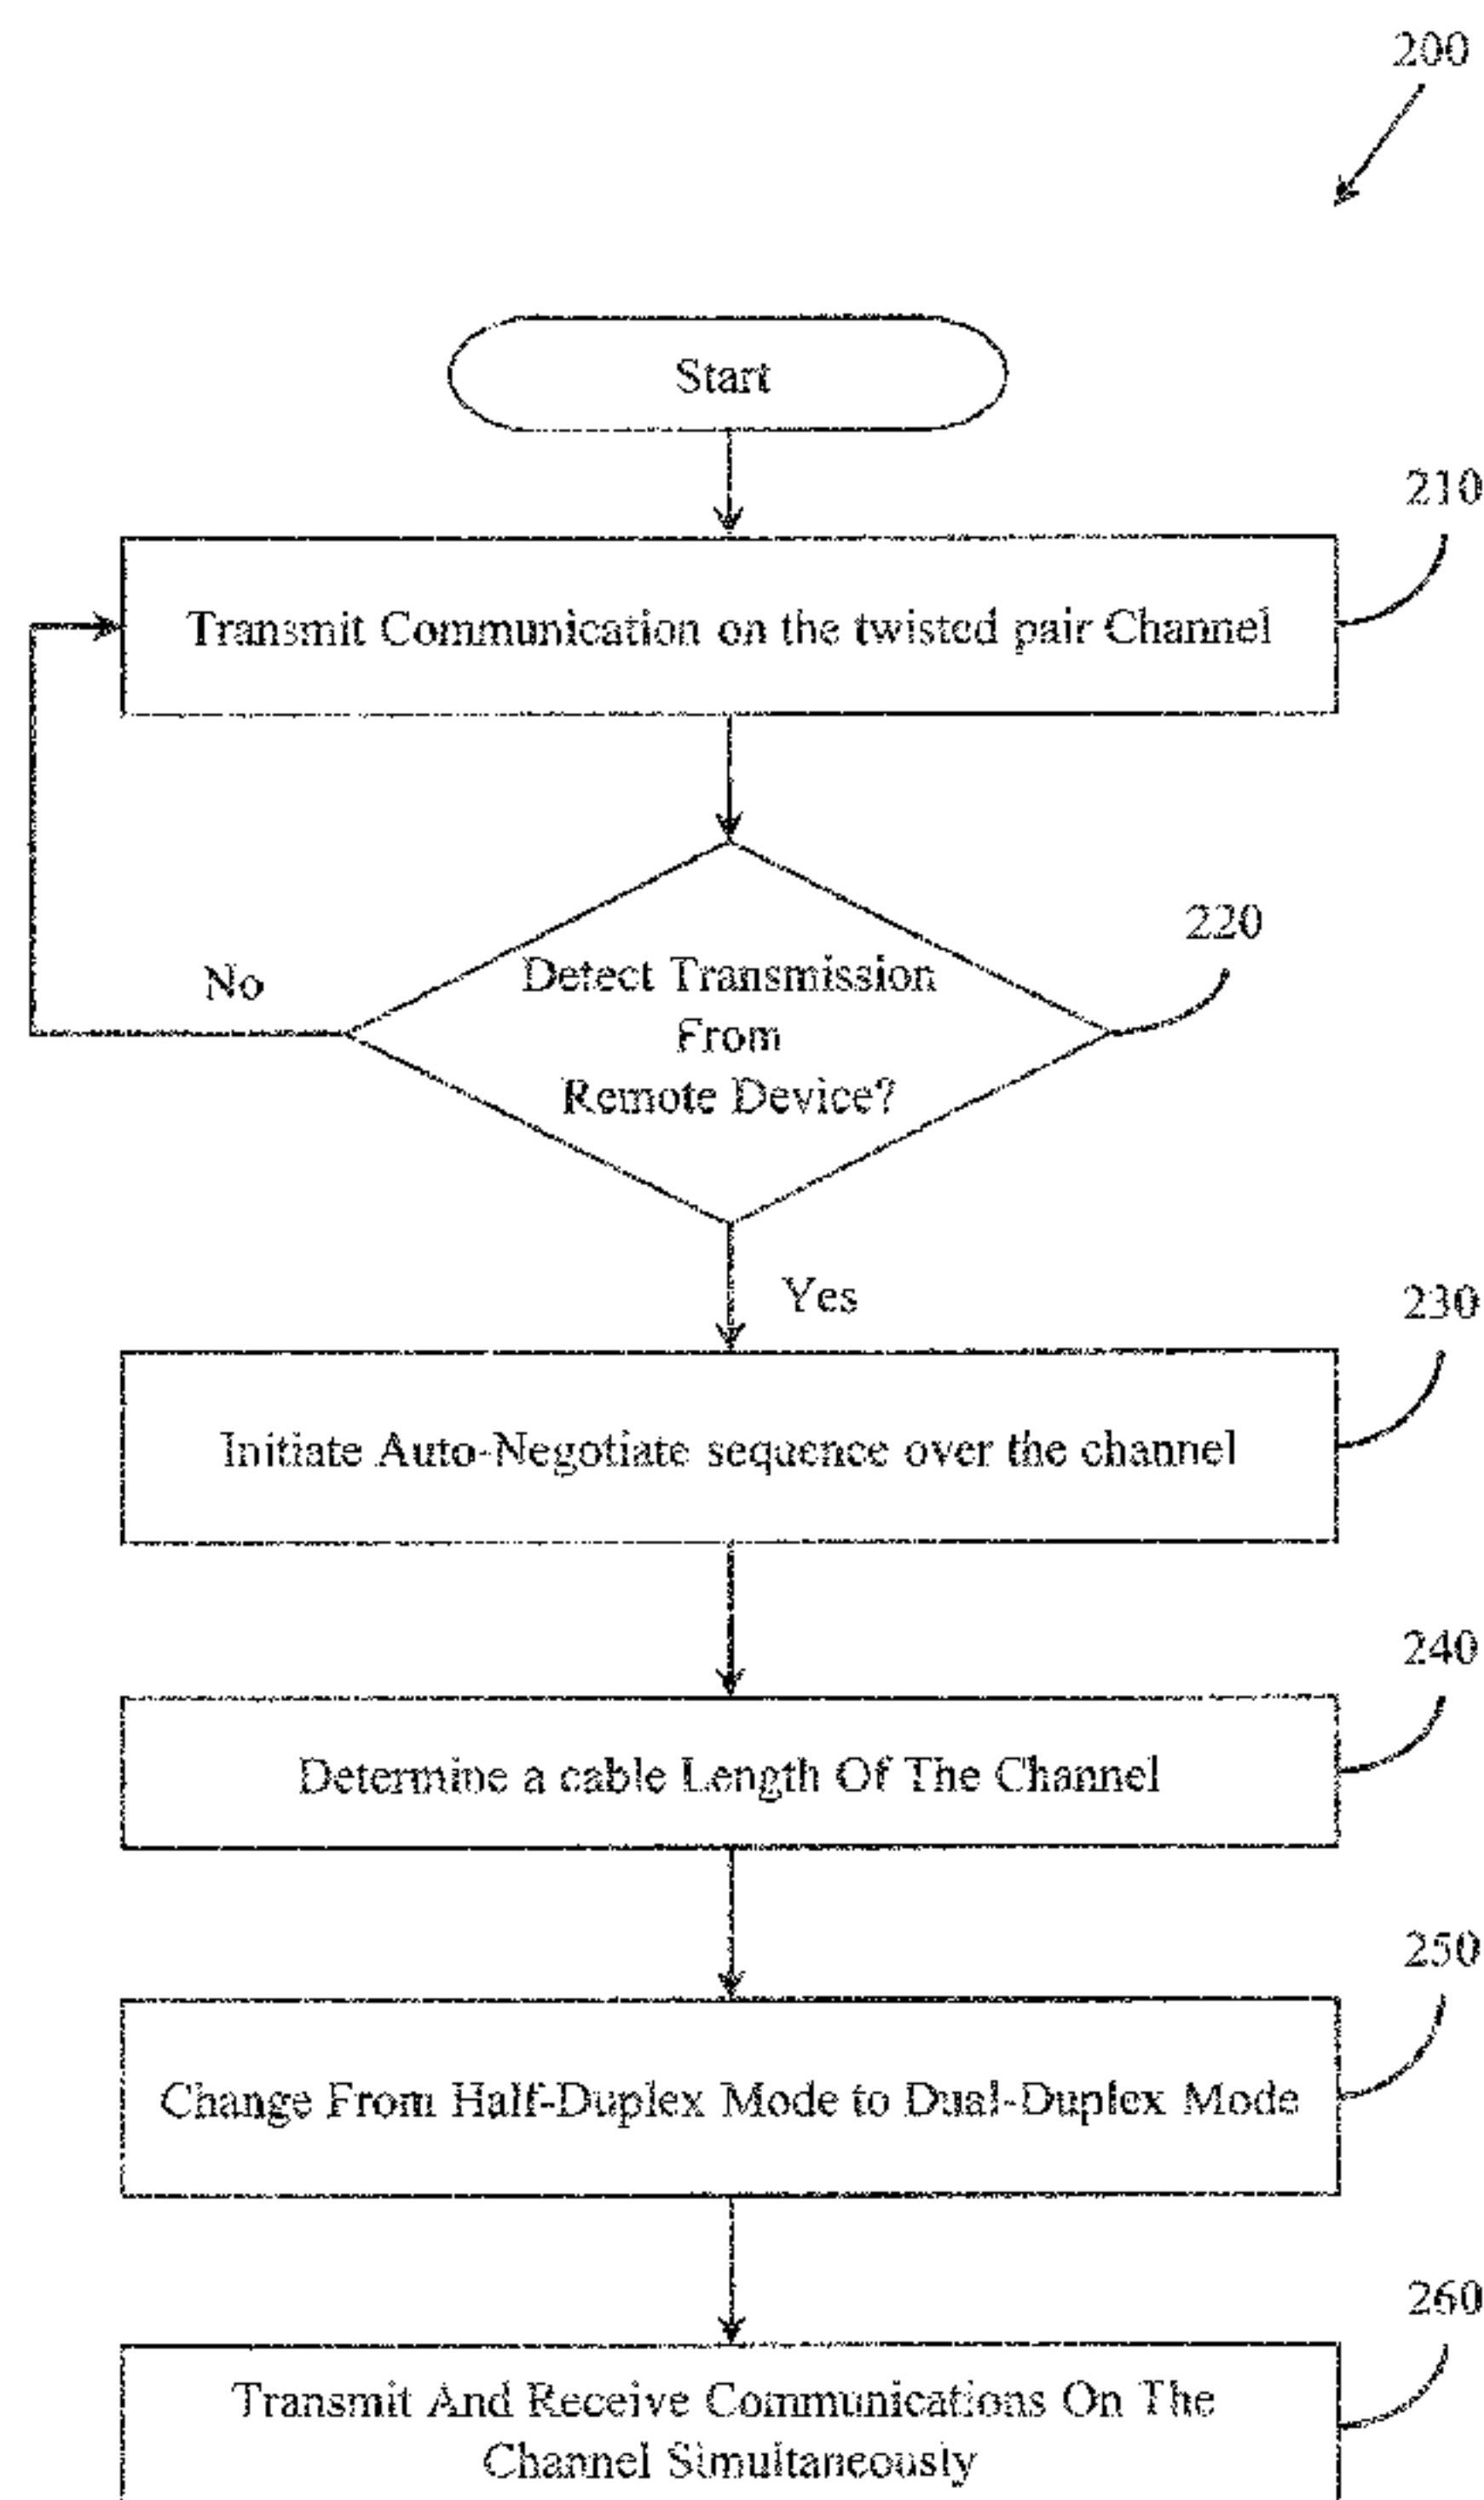 200
Start
210
Transmit Communication on the twisted pair Channel
220
Detect Transmission
From
Remote Device?
No
Yes
230
Initiate Auto-Negotiate sequence over the channel
240
Determine a cable Length Of The Channel
250
Change From Half-Duplex Mode to Dual-Duplex Mode
260
Transmit And Receive Communications On The
Channel Simultaneously